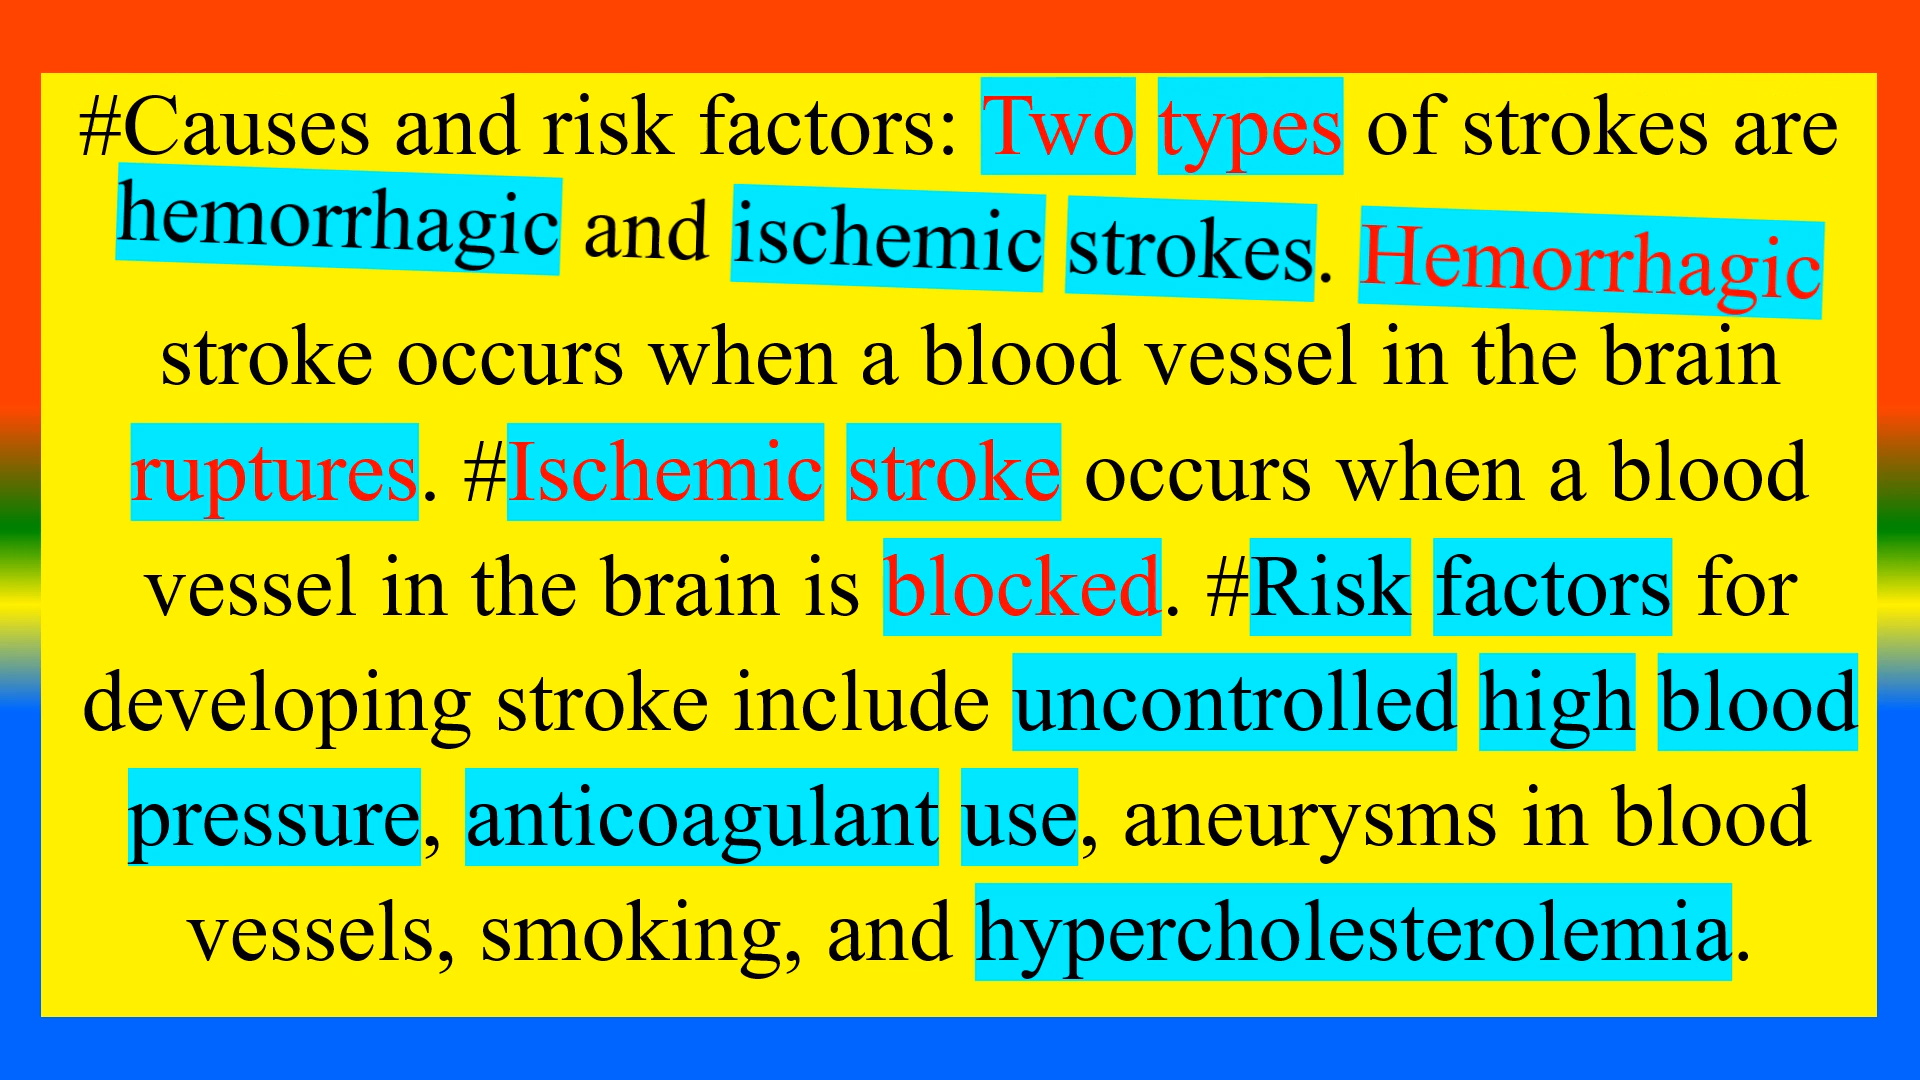 #Causes and risk factors: Two types of strokes are
hemorrhagic and ischemic strokes. Hemorrhagic
stroke occurs when a blood vessel in the brain
ruptures. #Ischemic stroke occurs when a blood
vessel in the brain is blocked. #Risk factors for
developing stroke include uncontrolled high blood
pressure, anticoagulant use, aneurysms in blood
vessels, smoking, and hypercholesterolemia.